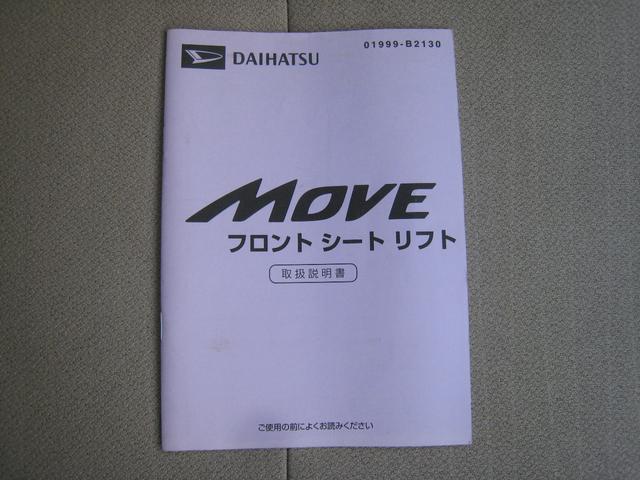 DAIHATSU
01999-B2130
MOVE
フロント シート リフト
取扱説明書
ご使用の前によくお読みください